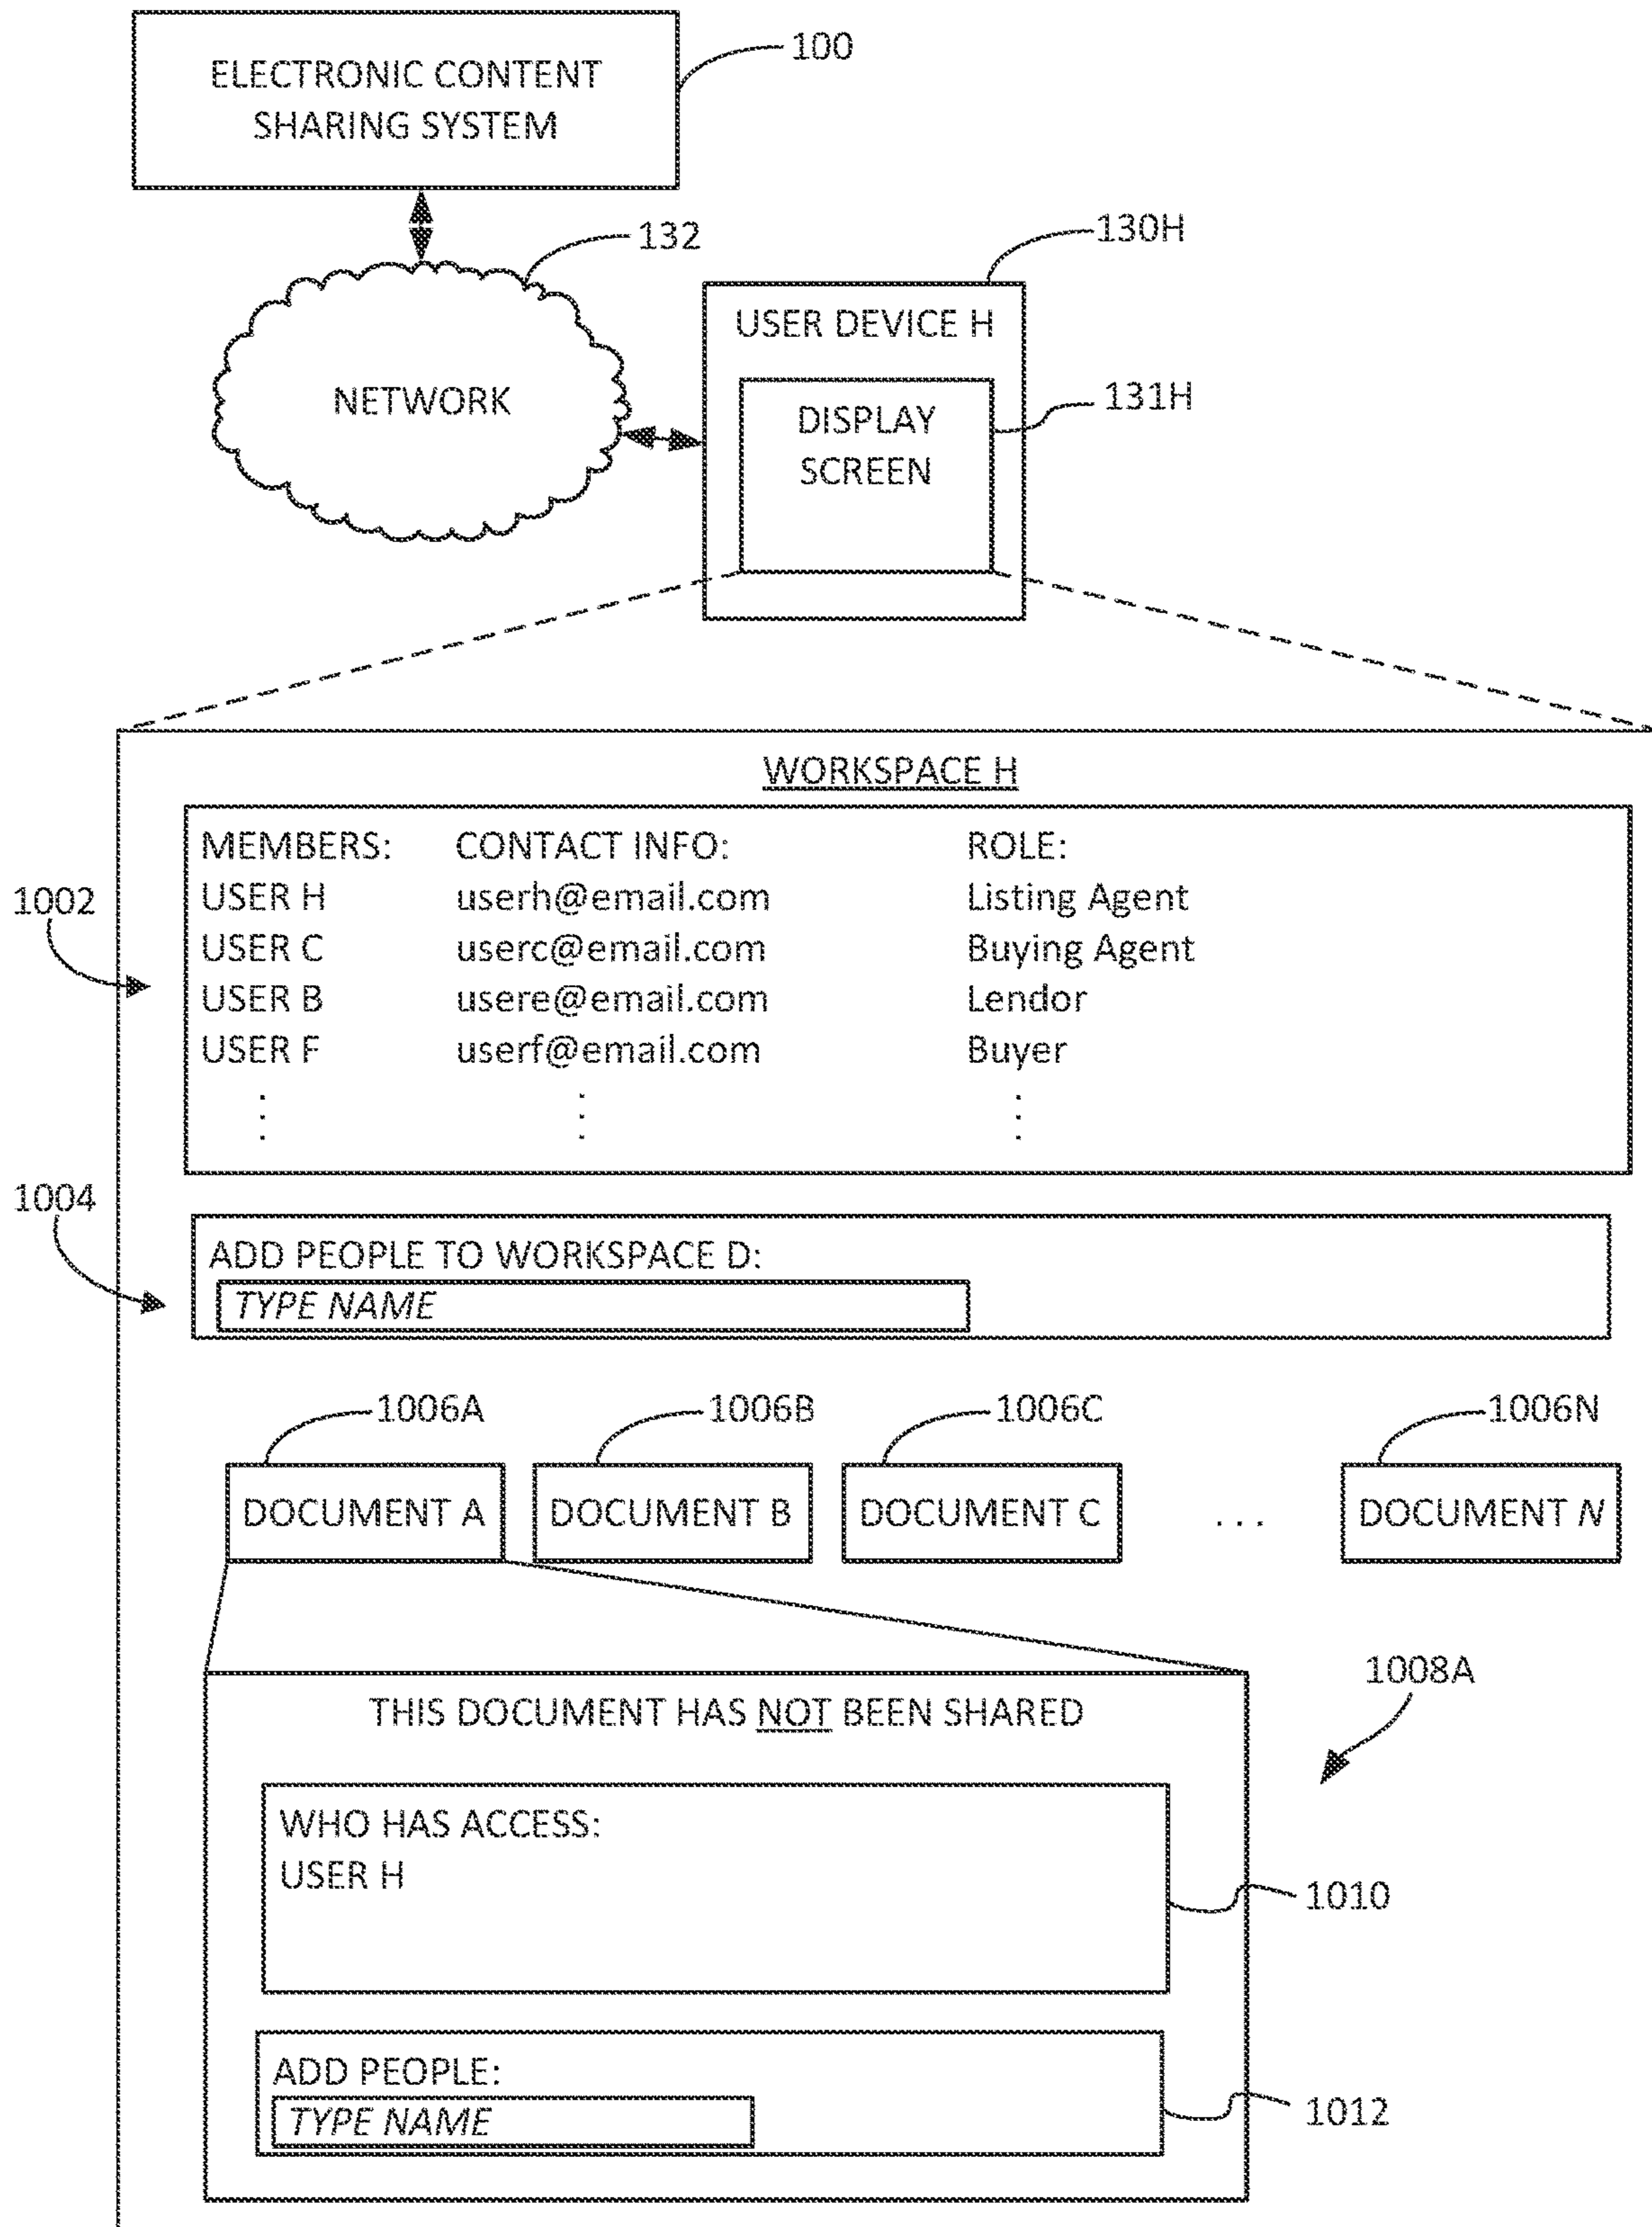 100
ELECTRONIC CONTENT
SHARING SYSTEM
132
130H
USER DEVICE H
NETWORK
131H
DISPLAY
SCREEN
WORKSPACE H
MEMBERS: CONTACT INFO: ROLE:
1002
USER H userh@email.com Listing Agent
USER C userc@email.com Buying Agent
USER B usere@email.com Lendor
USER F userf@email.com Buyer
⋮ ⋮ ⋮
1004
ADD PEOPLE TO WORKSPACE D:
TYPE NAME
1006A 1006B 1006C 1006N
DOCUMENT A DOCUMENT B DOCUMENT C . . . DOCUMENT N
1008A
THIS DOCUMENT HAS NOT BEEN SHARED
WHO HAS ACCESS:
USER H
1010
ADD PEOPLE:
TYPE NAME
1012